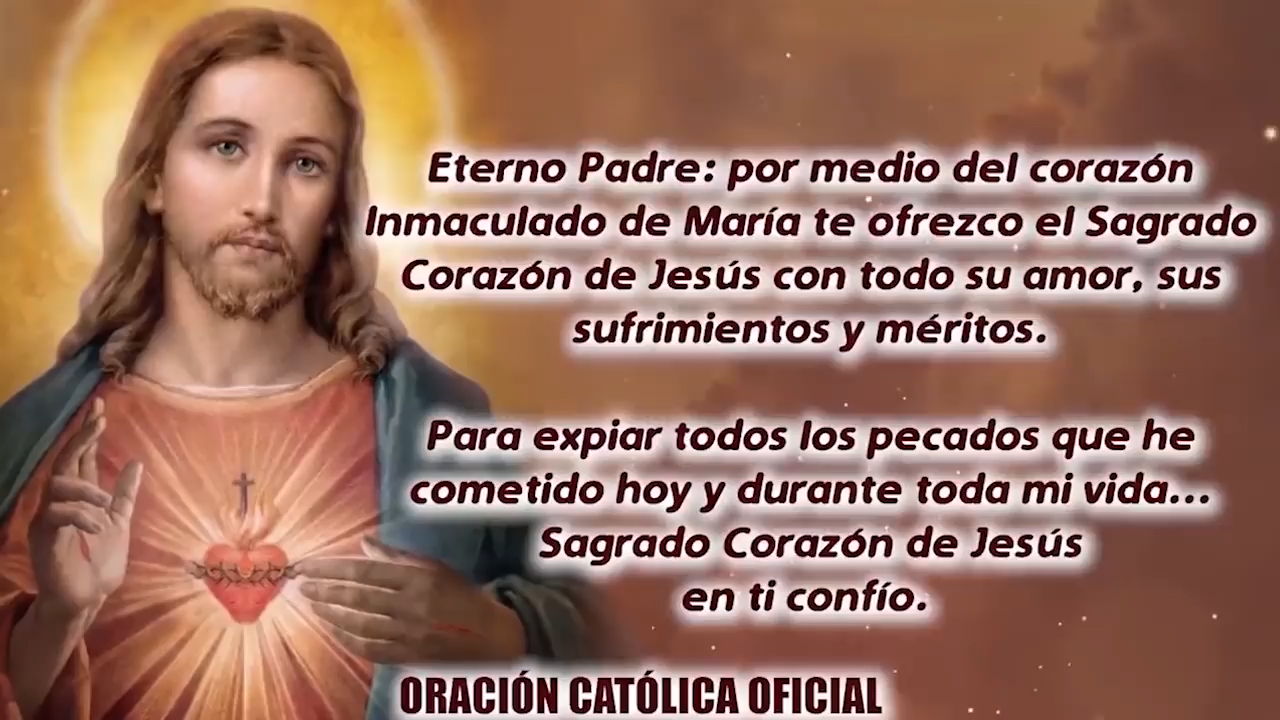 Eterno Padre: por medio del corazón
Inmaculado de María te ofrezco el Sagrado
Corazón de Jesús con todo su amor, sus
sufrimientos y méritos.
Para expiar todos los pecados que he
cometido hoy y durante toda mi vida...
Sagrado Corazón de Jesús
en ti confío.
ORACIÓN CATÓLICA OFICIAL